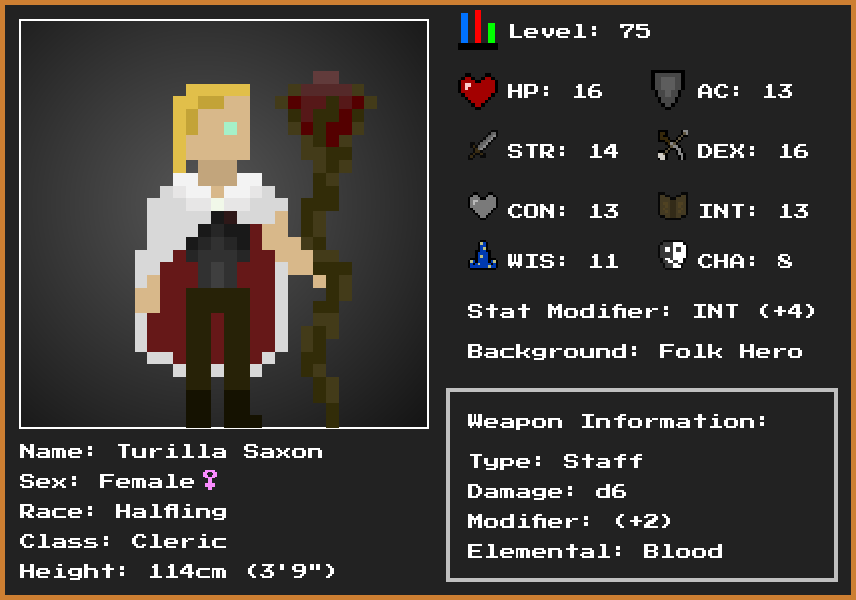 Level: 75
HP: 16
AC: 13
STR: 14
DEX: 16
CON: 13
INT: 13
WIS: 11
CHA: 8
Stat Modifier: INT (+4)
Background: Folk Hero
Weapon Information:
Type: Staff
Damage: d6
Modifier: (+2)
Elemental: Blood
Name: Turilla Saxon
Sex: Female♀
Race: Halfling
Class: Cleric
Height: 114cm (3'9")